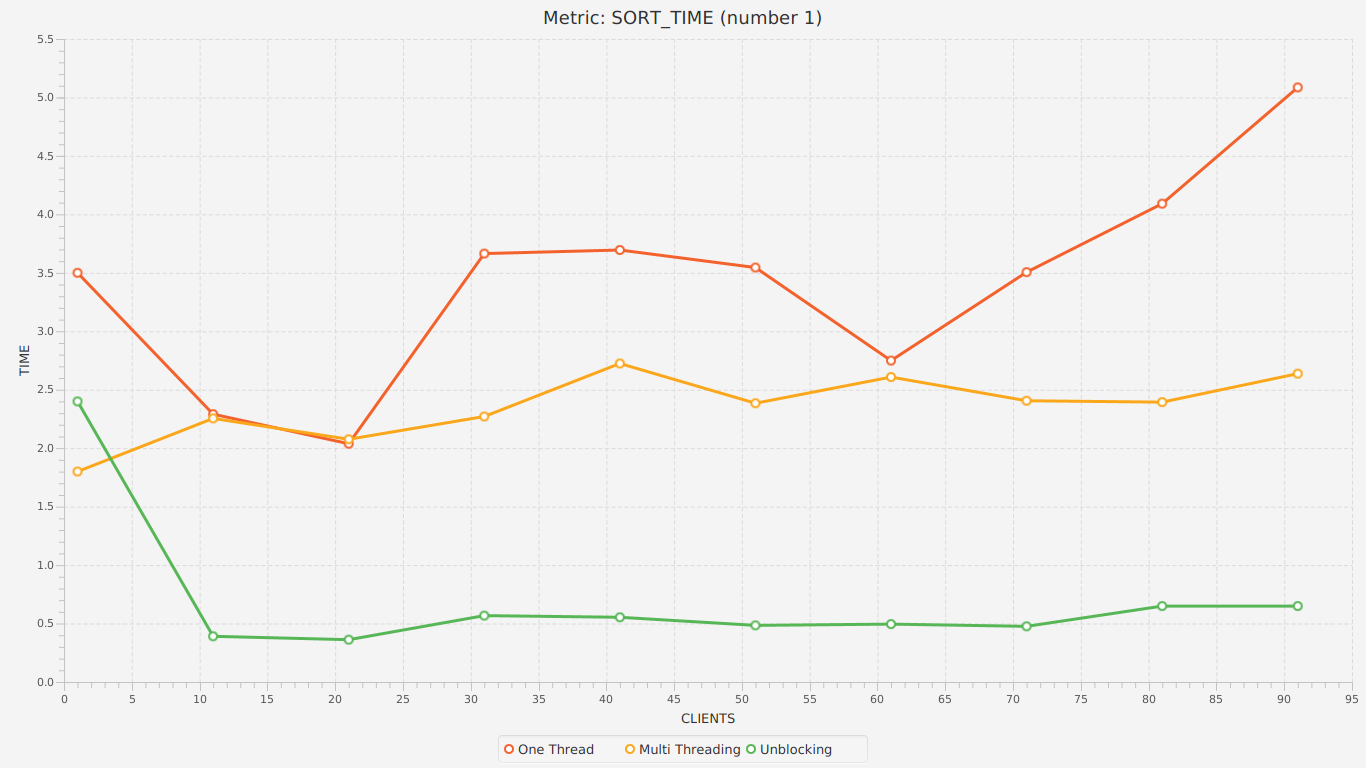 Metric: SORT_TIME (number 1)
5.5
5.0
4.5
4.0
3.5
3.0
2.5
2.0
1.5
1.0
0.5
0.0
TIME
0 5 10 15 20 25 30 35 40 45 50 55 60 65 70 75 80 85 90 95
CLIENTS
One Thread Multi Threading Unblocking